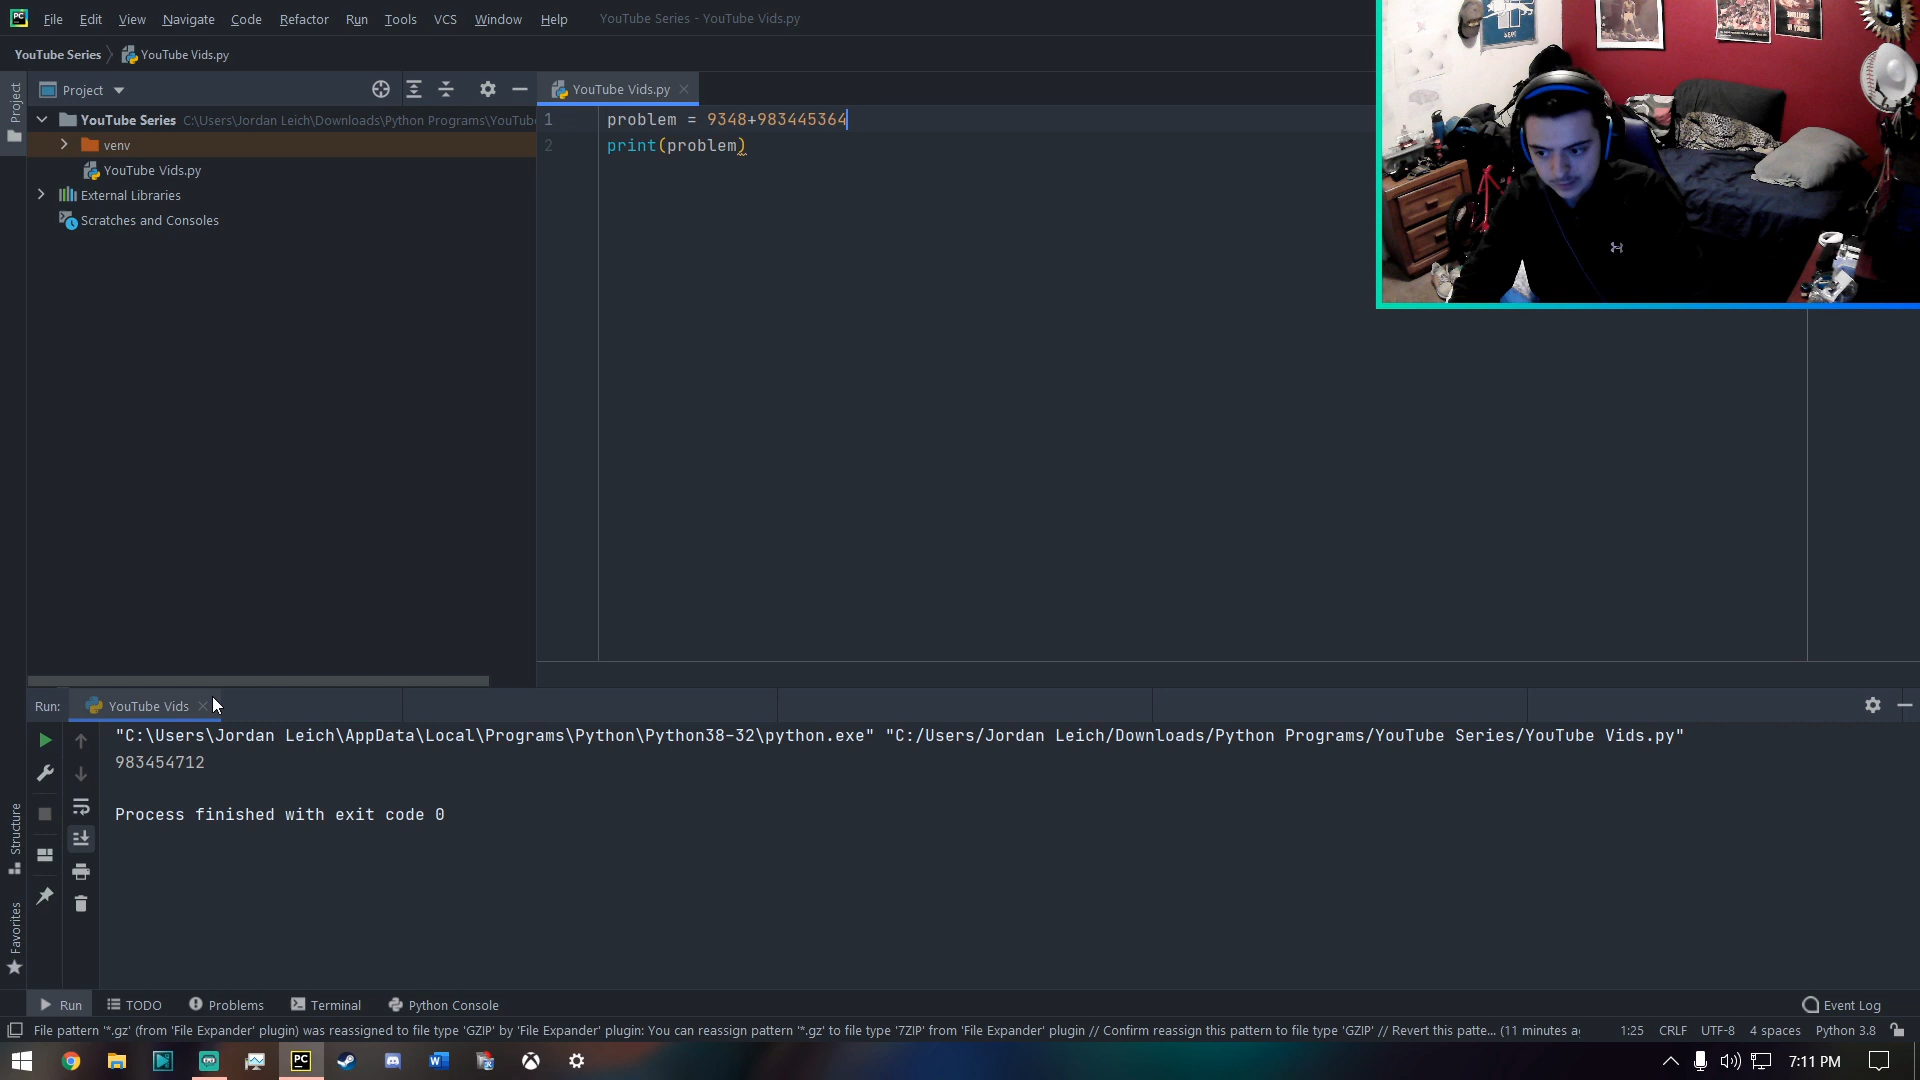 PC File Edit View Navigate Code Refactor Run Tools VCS Window Help YouTube Series - YouTube Vids.py
YouTube Series YouTube Vids.py
Project
Project YouTube Vids.py
YouTube Series C:\Users\Jordan Leich\Downloads\Python Programs\YouTube
venv
YouTube Vids.py
External Libraries
Scratches and Consoles
1 problem = 9348+983445364
2 print(problem)
Run: YouTube Vids
"C:\Users\Jordan Leich\AppData\Local\Programs\Python\Python38-32\python.exe" "C:/Users/Jordan Leich/Downloads/Python Programs/YouTube Series/YouTube Vids.py"
983454712
Process finished with exit code 0
Structure
Favorites
Run TODO Problems Terminal Python Console Event Log
File pattern '*.gz' (from 'File Expander' plugin) was reassigned to file type 'GZIP' by 'File Expander' plugin: You can reassign pattern '*.gz' to file type '7ZIP' from 'File Expander' plugin // Confirm reassign this pattern to file type 'GZIP' // Revert this patte... (11 minutes a 1:25 CRLF UTF-8 4 spaces Python 3.8
PC W 7:11 PM